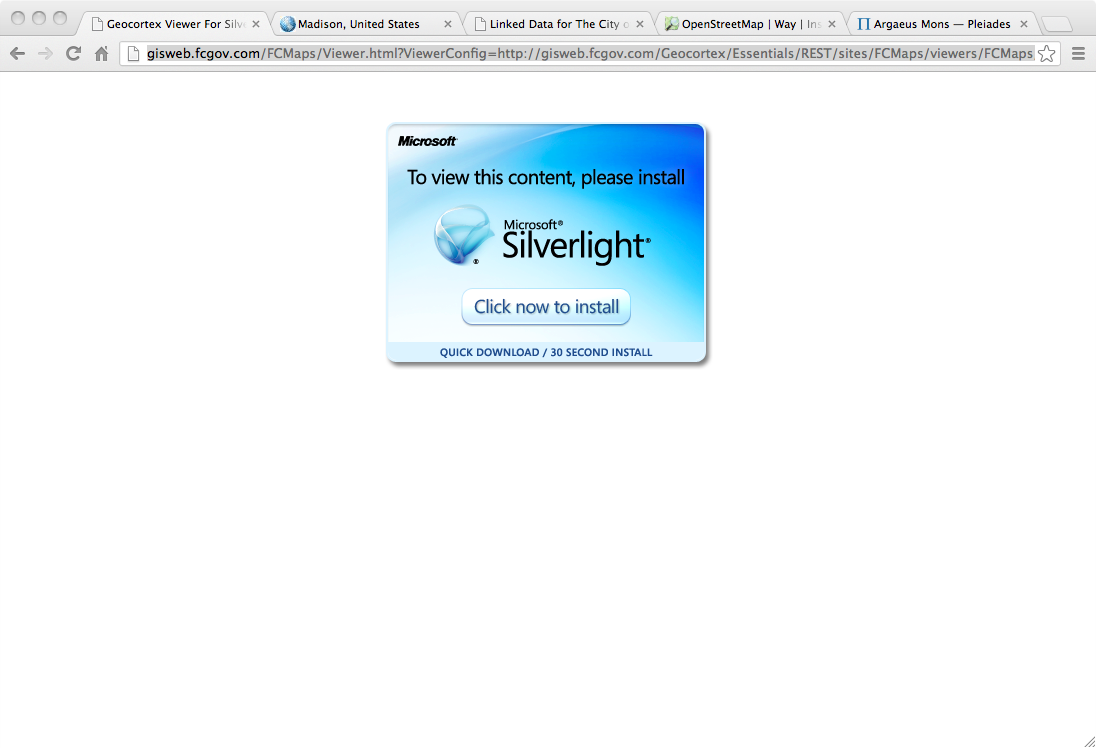 Geocortex Viewer For Silv
Madison, United States
Linked Data for The City o
OpenStreetMap | Way | Ins
Argaeus Mons — Pleiades
gisweb.fcgov.com/FCMaps/Viewer.html?ViewerConfig=http://gisweb.fcgov.com/Geocortex/Essentials/REST/sites/FCMaps/viewers/FCMaps
Microsoft
To view this content, please install
Microsoft®
Silverlight®
Click now to install
QUICK DOWNLOAD / 30 SECOND INSTALL